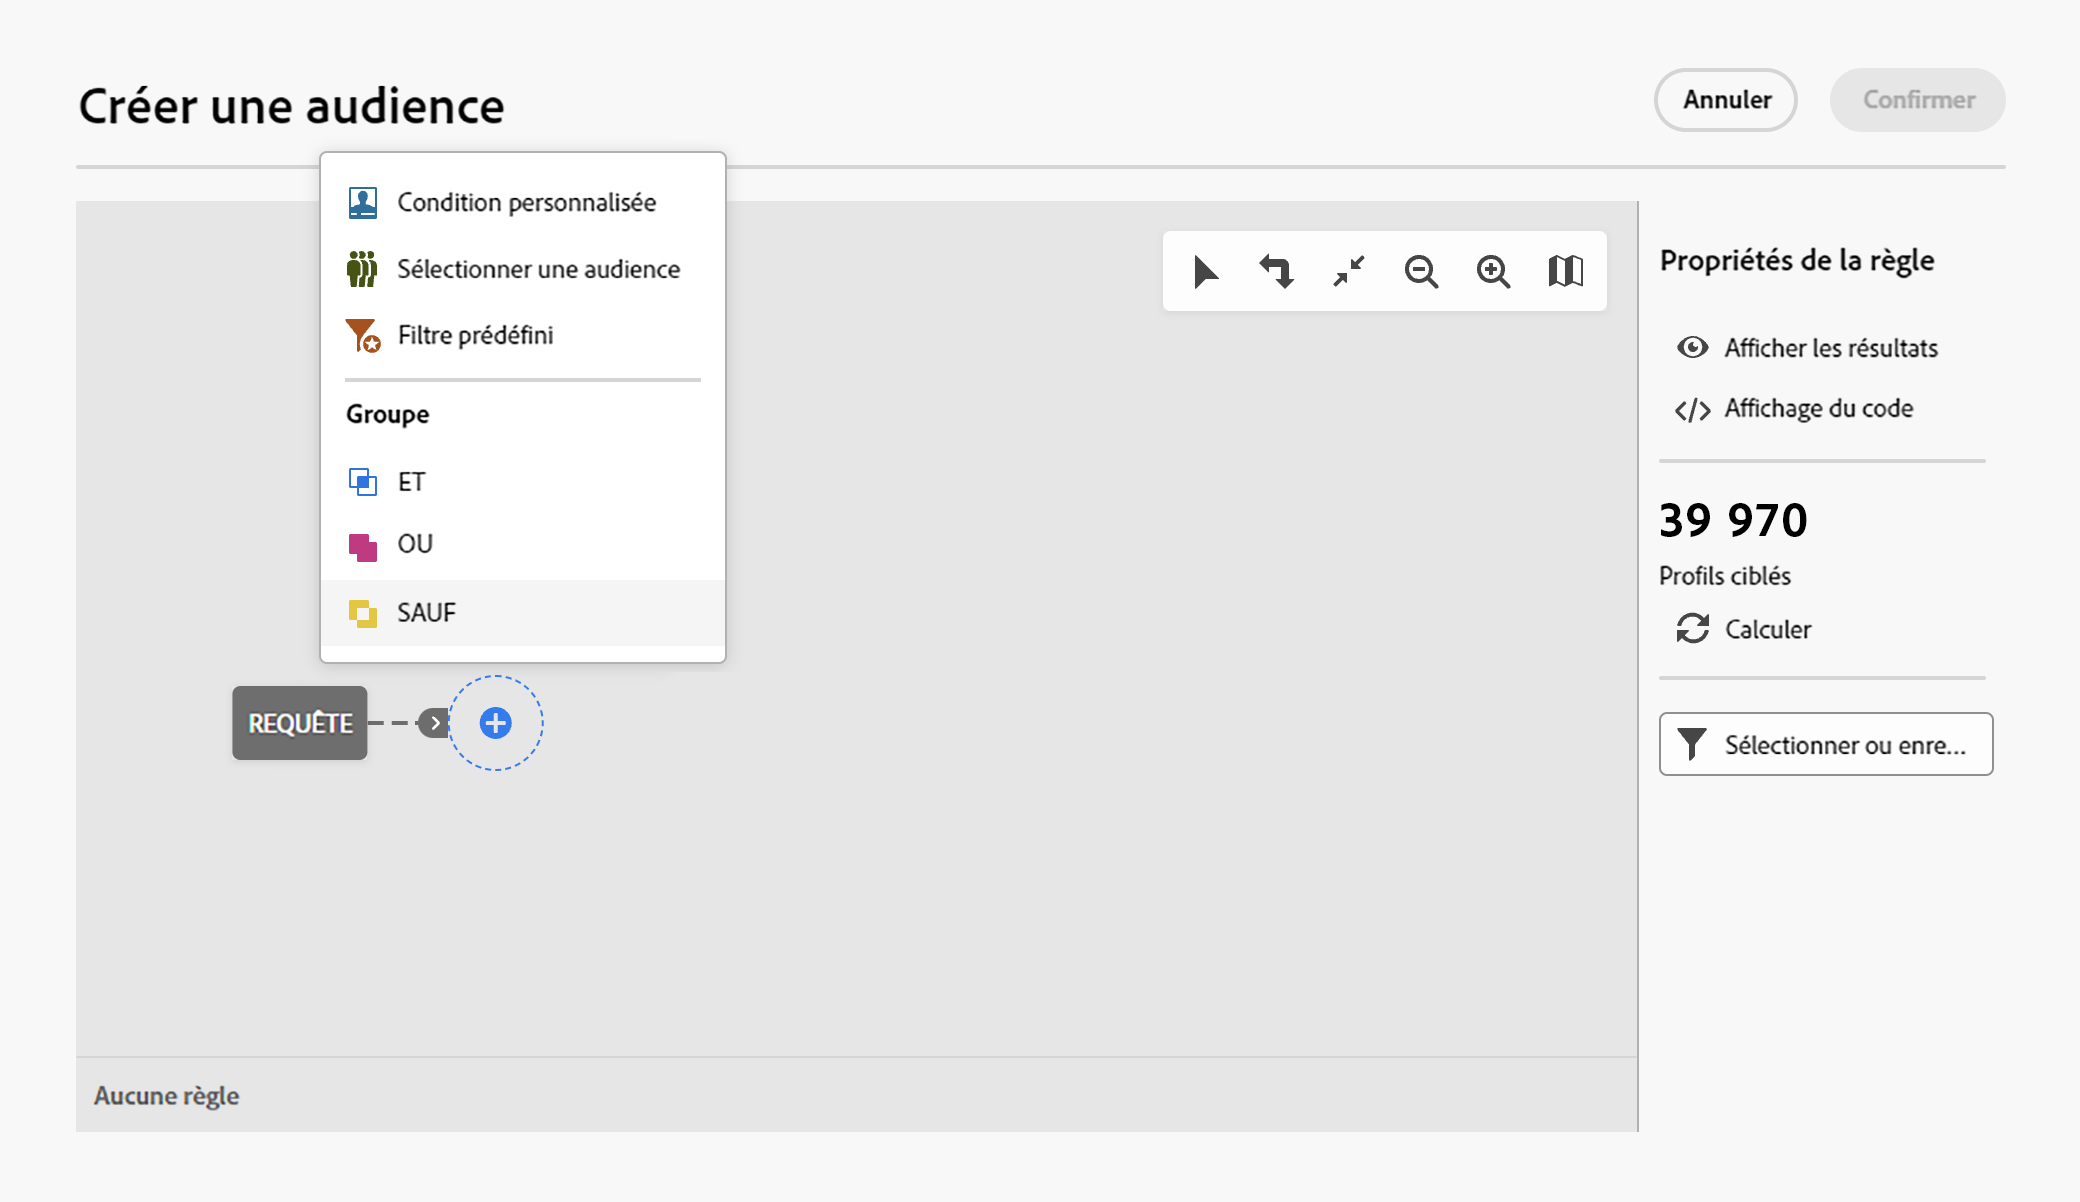 Créer une audience
Annuler
Confirmer
Condition personnalisée
Sélectionner une audience
Filtre prédéfini
Groupe
ET
OU
SAUF
REQUÊTE
Aucune règle
Propriétés de la règle
Afficher les résultats
Affichage du code
39 970
Profils ciblés
Calculer
Sélectionner ou enre...